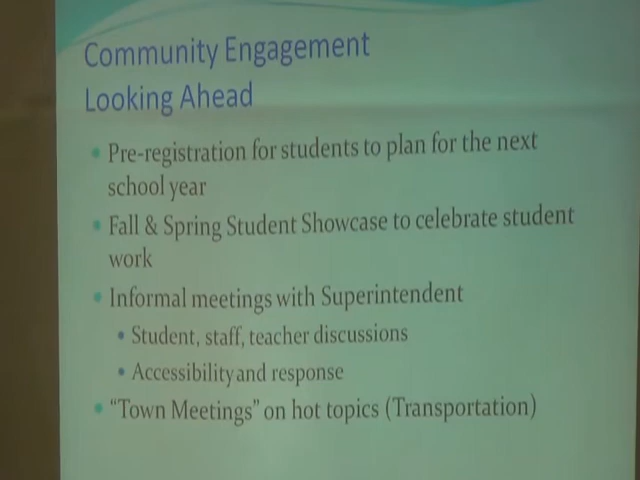 Community Engagement
Looking Ahead
Pre-registration for students to plan for the next
school year
Fall & Spring Student Showcase to celebrate student
work
Informal meetings with Superintendent
Student, staff, teacher discussions
Accessibility and response
“Town Meetings” on hot topics (Transportation)